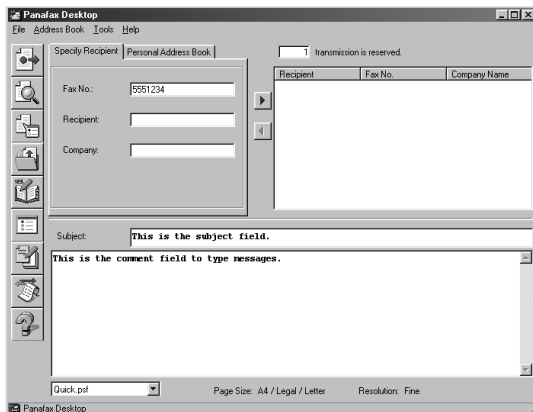 Panafax Desktop
File Address Book Tools Help
Specify Recipient Personal Address Book
1 transmission is reserved.
Recipient Fax No. Company Name
Fax No.: 5551234
Recipient:
Company:
Subject: This is the subject field.
This is the comment field to type messages.
Quick.psf Page Size: A4 / Legal / Letter Resolution: Fine
Panafax Desktop